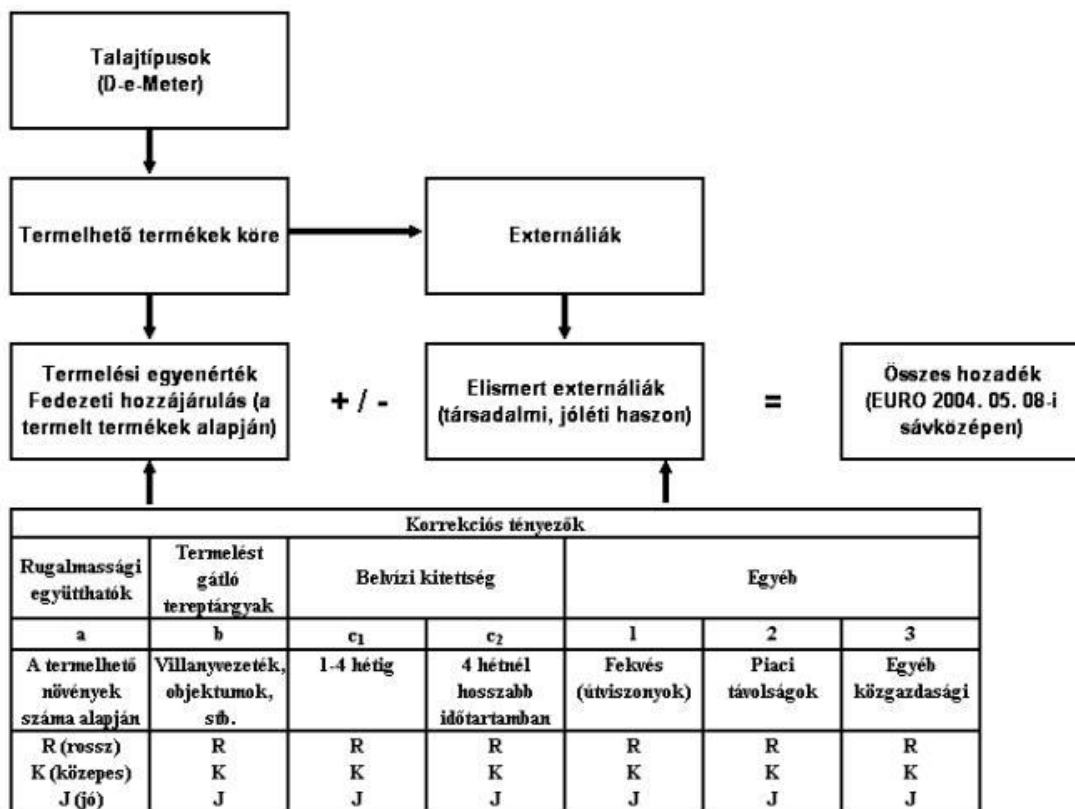 Talajtípusok
(D-e-Meter)
Termelhető termékek köre
Externáliák
Termelési egyenérték
Fedezeti hozzájárulás (a
termelt termékek alapján)
+ / -
Elismert externáliák
(társadalmi, jóléti haszon)
=
Összes hozadék
(EURO 2004. 05. 08-i
sávközépen)
Korrekciós tényezők
Rugalmassági
együtthatók
Termelést
gátló
tereptárgyak
Belvízi kitettség
Egyéb
a
b
c₁
c₂
1
2
3
A termelhető
növények
száma alapján
Villanyvezeték,
objektumok,
stb.
1-4 hétig
4 hétnél
hosszabb
időtartamban
Fekvés
(útviszonyok)
Piaci
távolságok
Egyéb
közgazdasági
R (rossz)
R
R
R
R
R
R
K (közepes)
K
K
K
K
K
K
J (jó)
J
J
J
J
J
J